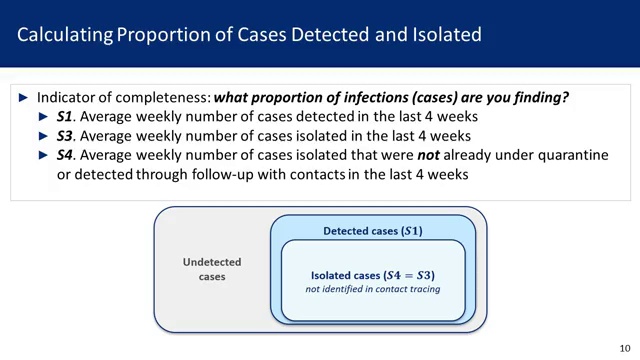 Calculating Proportion of Cases Detected and Isolated
► Indicator of completeness: what proportion of infections (cases) are you finding?
► S1. Average weekly number of cases detected in the last 4 weeks
► S3. Average weekly number of cases isolated in the last 4 weeks
► S4. Average weekly number of cases isolated that were not already under quarantine
or detected through follow-up with contacts in the last 4 weeks
Detected cases (S1)
Undetected
cases
Isolated cases (S4 = S3)
not identified in contact tracing
10